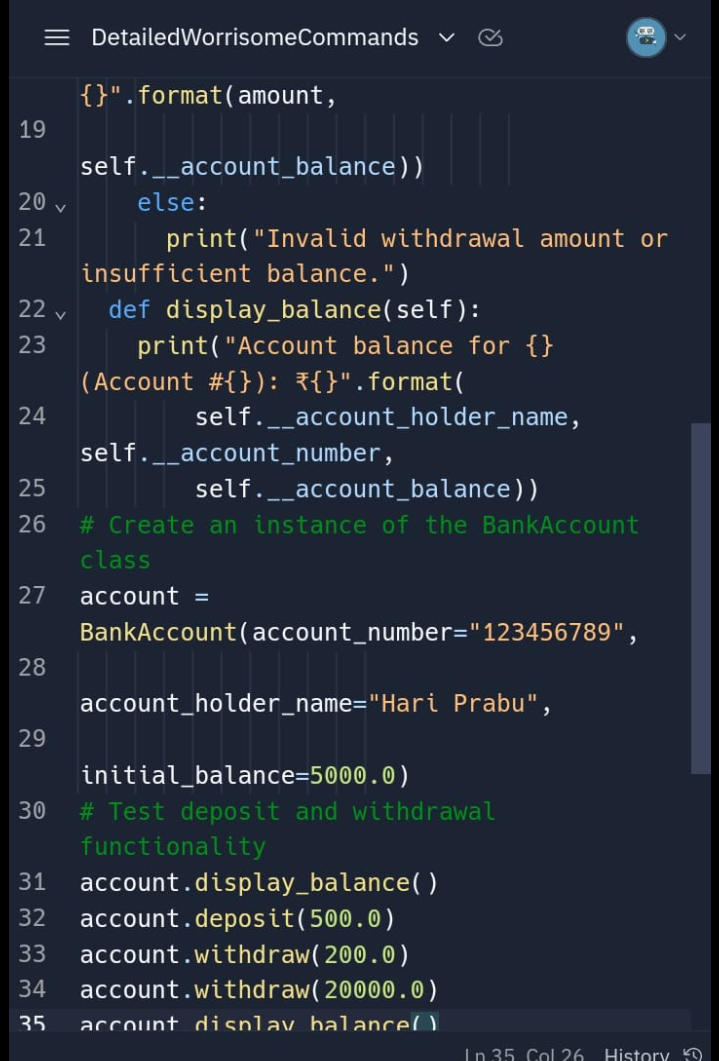 DetailedWorrisomeCommands
{}".format(amount,
19
self.__account_balance))
20 else:
21 print("Invalid withdrawal amount or
insufficient balance.")
22 def display_balance(self):
23 print("Account balance for {}
(Account #{}): ₹{}".format(
24 self.__account_holder_name,
self.__account_number,
25 self.__account_balance))
26 # Create an instance of the BankAccount
class
27 account =
BankAccount(account_number="123456789",
28
account_holder_name="Hari Prabu",
29
initial_balance=5000.0)
30 # Test deposit and withdrawal
functionality
31 account.display_balance()
32 account.deposit(500.0)
33 account.withdraw(200.0)
34 account.withdraw(20000.0)
35 account.display_balance()
Ln 35, Col 26 History